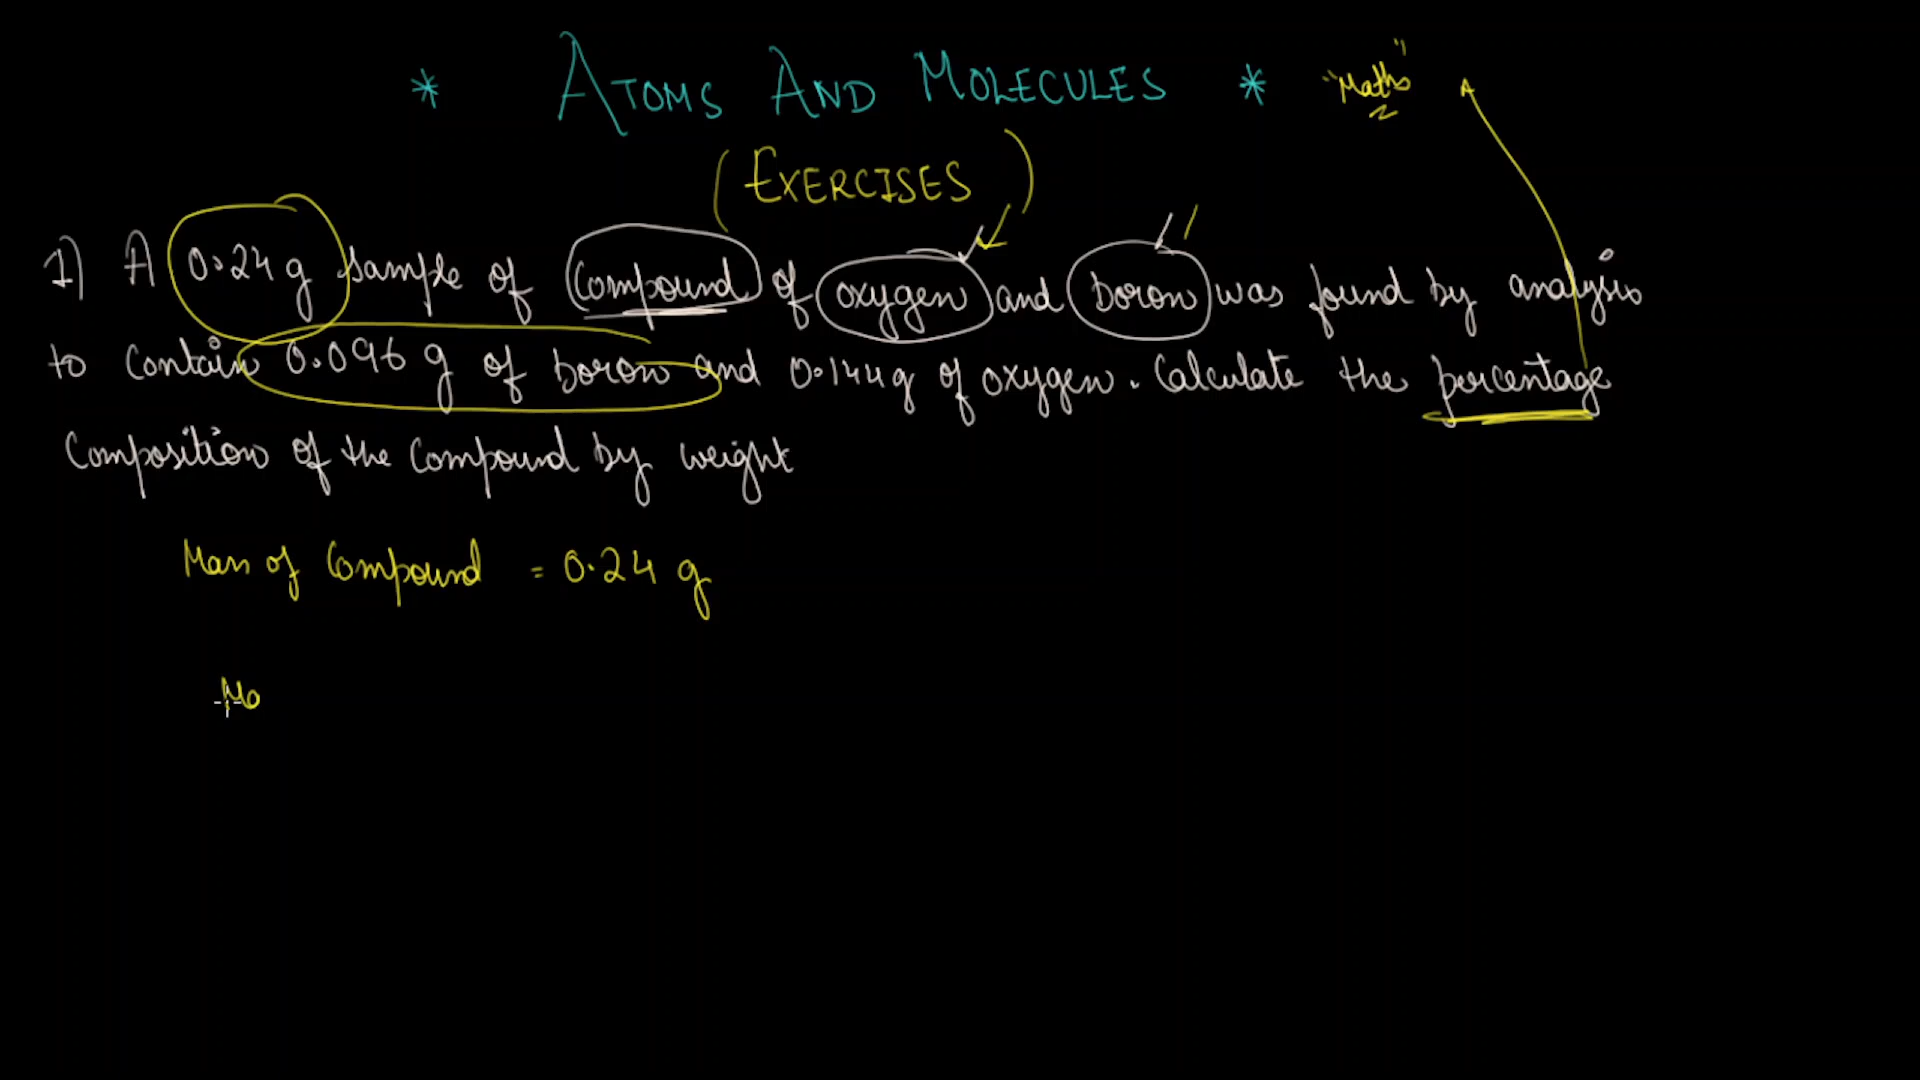 * ATOMS AND MOLECULES * "Maths"
(EXERCISES)
1) A 0.24 g sample of compound of oxygen and boron was found by analysis
to contain 0.096 g of boron and 0.144g of oxygen. Calculate the percentage
Composition of the compound by weight
Mass of Compound = 0.24 g
Ma